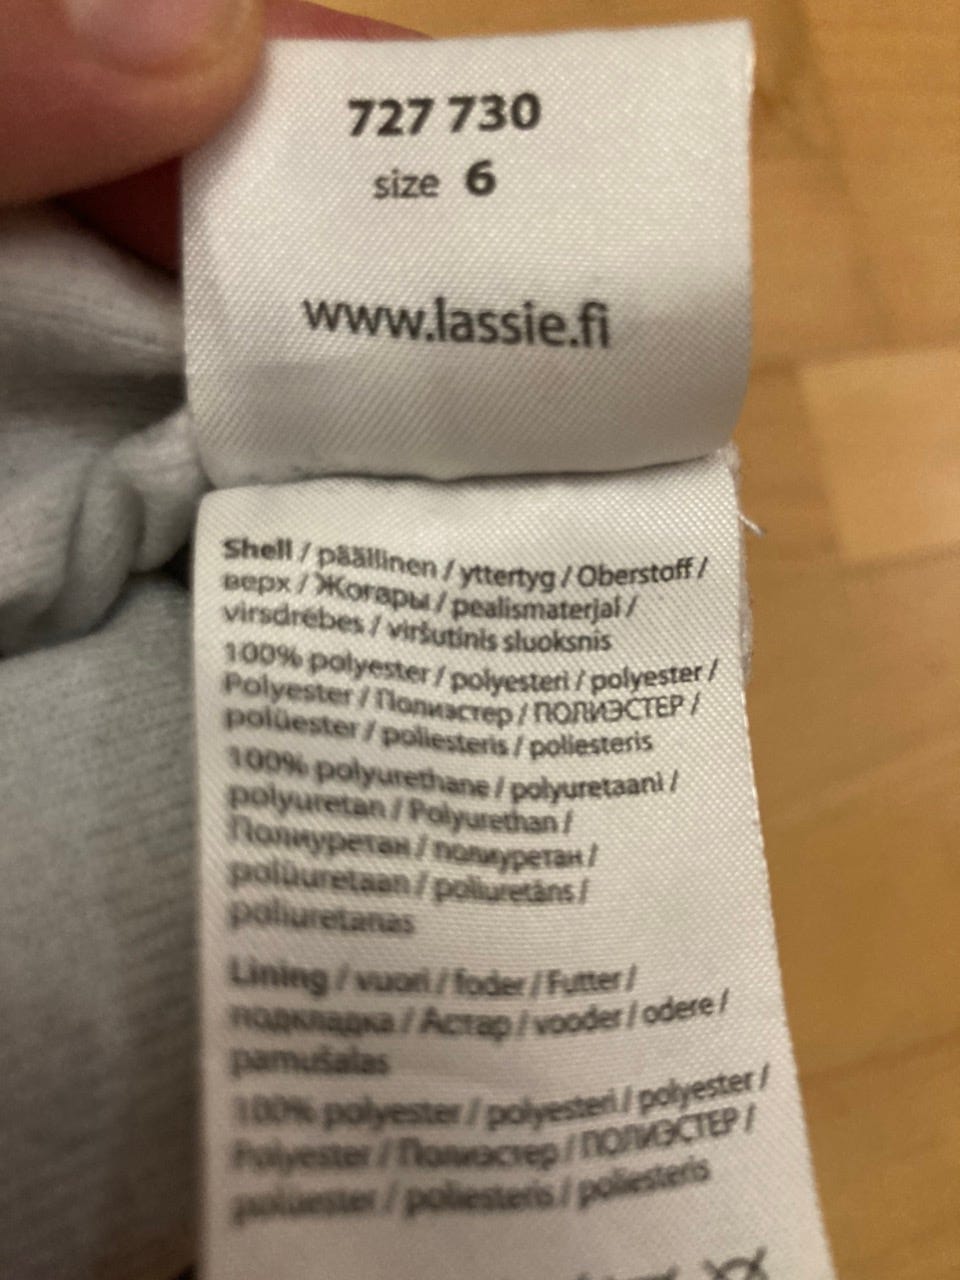 727 730
size 6
www.lassie.fi
Shell / päällinen / yttertyg / Oberstoff /
верх / Жоғары / pealismaterjal /
virsdrēbes / viršutinis sluoksnis
100% polyester / polyesteri / polyester /
Polyester / Полиэстер / ПОЛИЭСТЕР /
polüester / poliesteris / poliesteris
100% polyurethane / polyuretaani /
polyuretan / Polyurethan /
Полиуретан / полиуретан /
polüuretaan / poliuretāns /
poliuretanas
Lining / vuori / foder / Futter /
подкладка / Астар / vooder / odere /
pamušalas
100% polyester / polyesteri / polyester /
Polyester / Полиэстер / ПОЛИЭСТЕР /
polüester / poliesteris / poliesteris